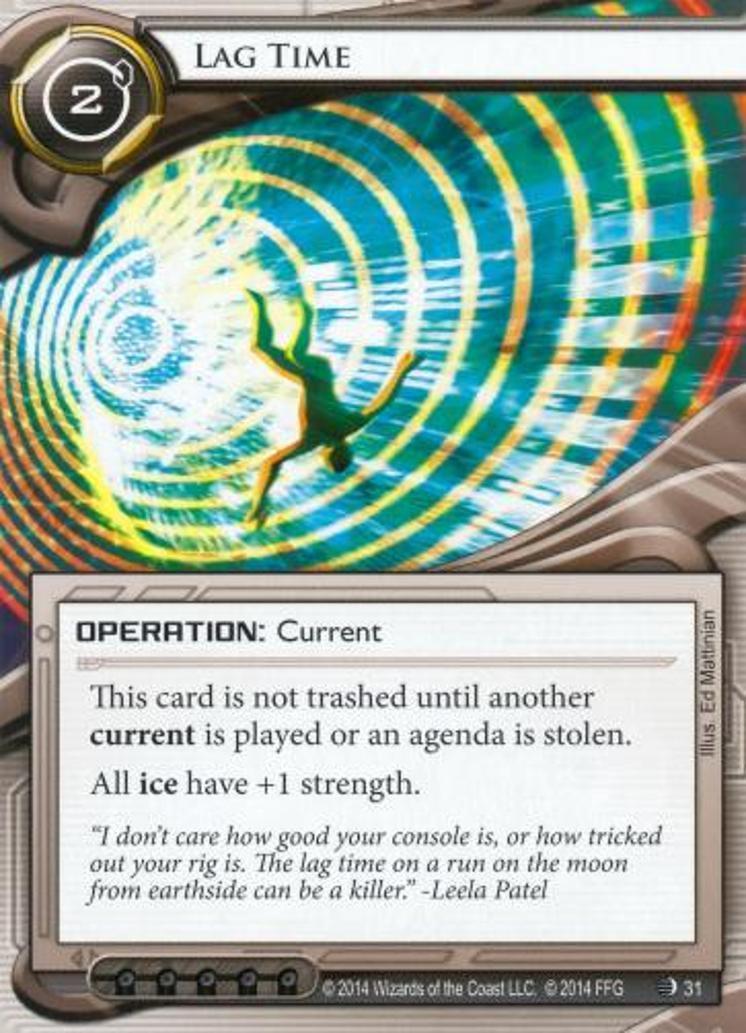 2
Lag Time
OPERATION: Current
This card is not trashed until another
current is played or an agenda is stolen.
All ice have +1 strength.
“I don’t care how good your console is, or how tricked
out your rig is. The lag time on a run on the moon
from earthside can be a killer.” -Leela Patel
Illus. Ed Mattinian
© 2014 Wizards of the Coast LLC. © 2014 FFG
31